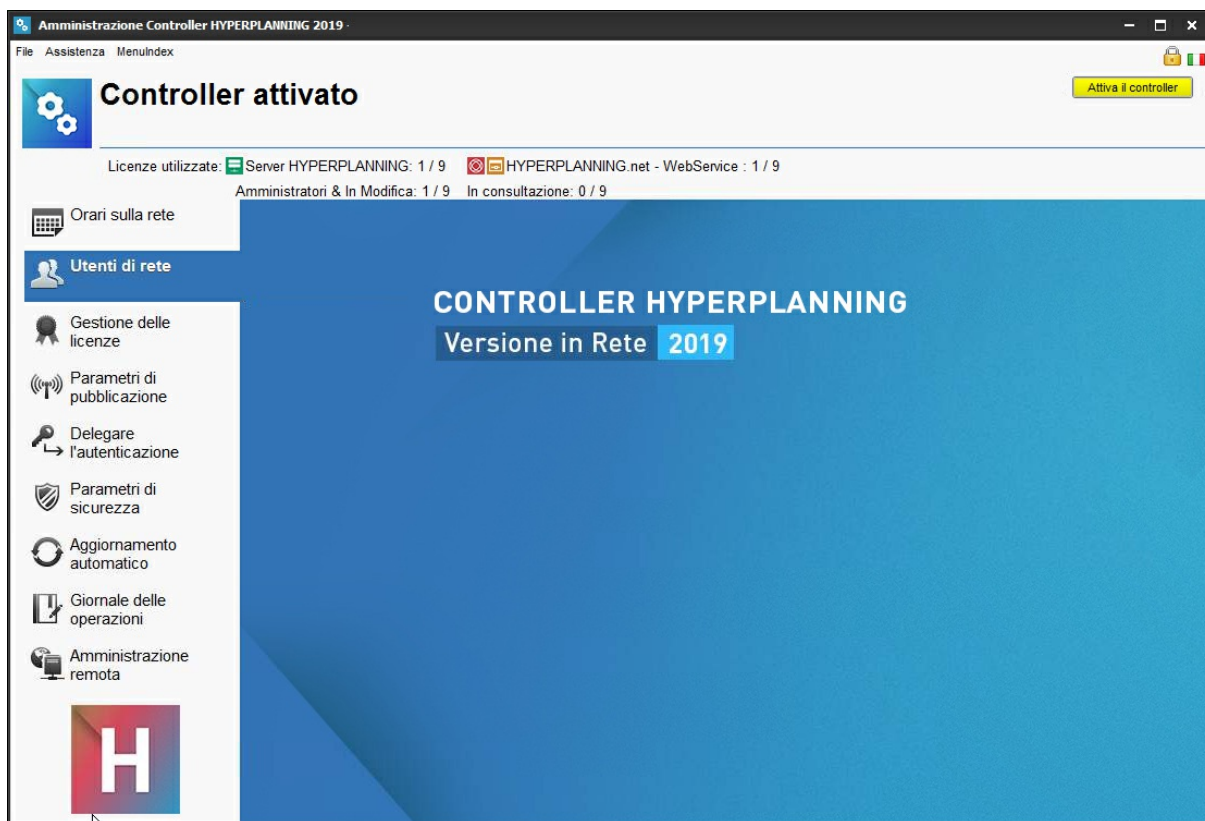 Amministrazione Controller HYPERPLANNING 2019 -
File Assistenza MenuIndex
Controller attivato
Attiva il controller
Licenze utilizzate: Server HYPERPLANNING: 1 / 9 HYPERPLANNING.net - WebService : 1 / 9
Amministratori & In Modifica: 1 / 9 In consultazione: 0 / 9
Orari sulla rete
Utenti di rete
Gestione delle
licenze
Parametri di
pubblicazione
Delegare
l'autenticazione
Parametri di
sicurezza
Aggiornamento
automatico
Giornale delle
operazioni
Amministrazione
remota
H
CONTROLLER HYPERPLANNING
Versione in Rete 2019